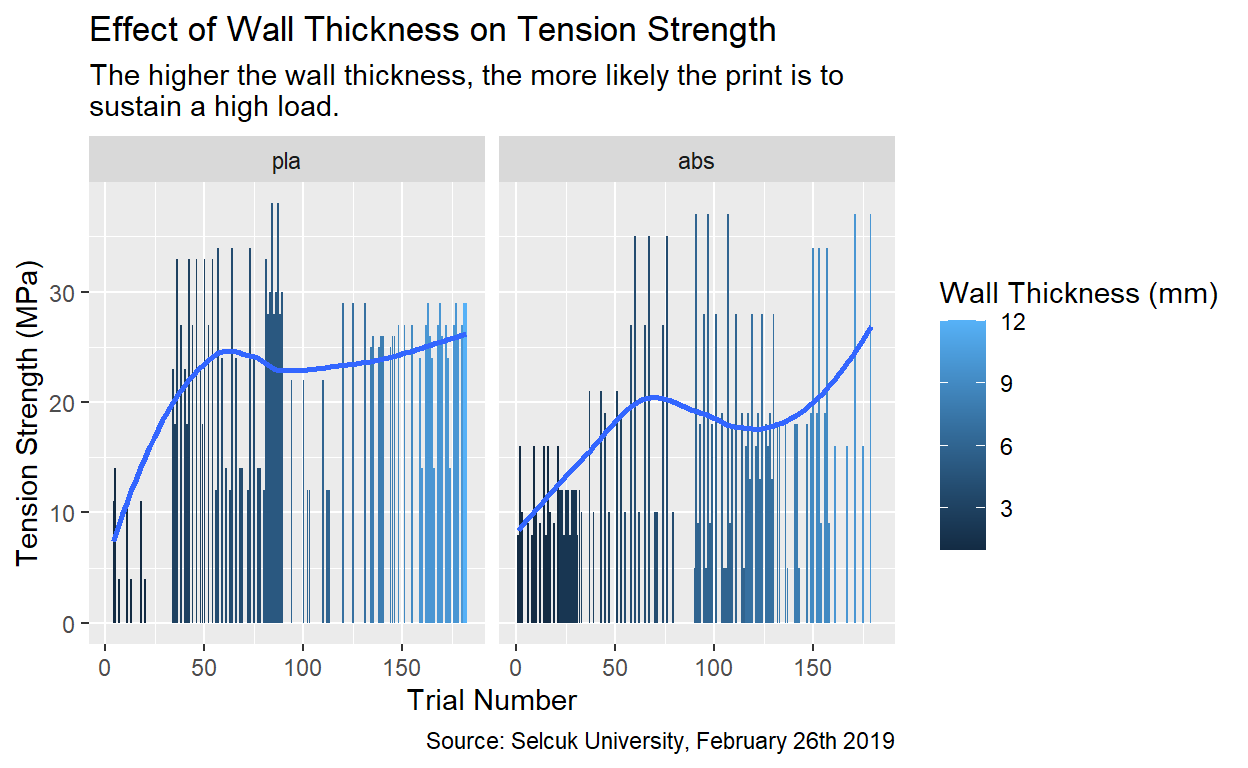 Effect of Wall Thickness on Tension Strength
The higher the wall thickness, the more likely the print is to
sustain a high load.
pla
abs
Tension Strength (MPa)
30
20
10
0
0
50
100
150
0
50
100
150
Trial Number
Wall Thickness (mm)
12
9
6
3
Source: Selcuk University, February 26th 2019